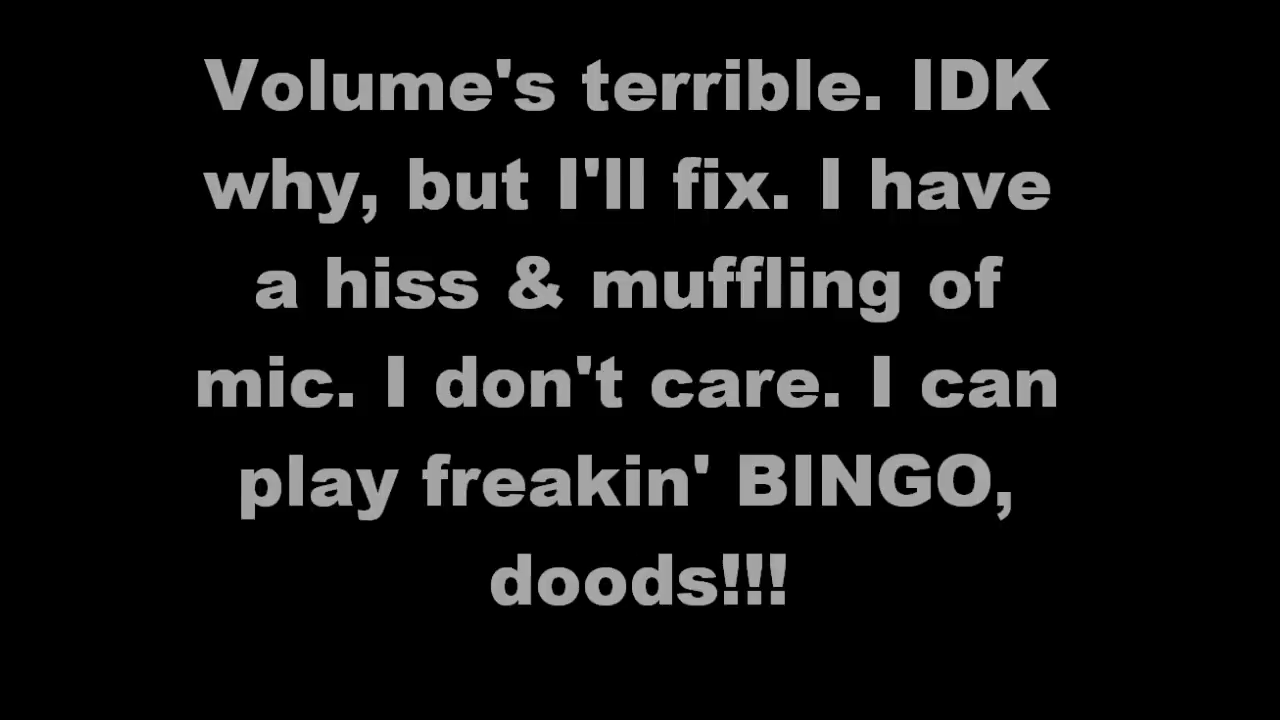 Volume's terrible. IDK
why, but I'll fix. I have
a hiss & muffling of
mic. I don't care. I can
play freakin' BINGO,
doods!!!